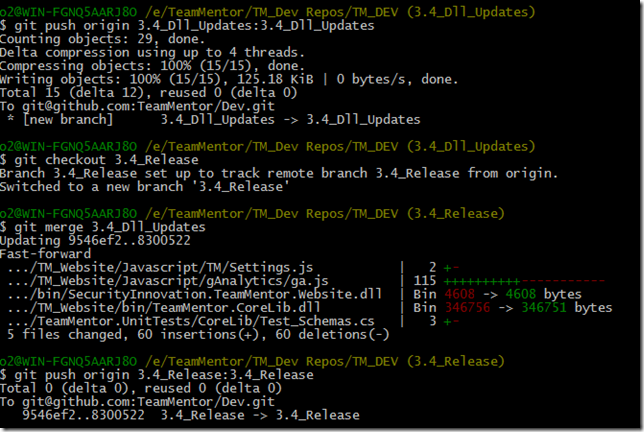 o2@WIN-FGNQ5AARJ8O /e/TeamMentor/TM_Dev Repos/TM_DEV (3.4_Dll_Updates)
$ git push origin 3.4_Dll_Updates:3.4_Dll_Updates
Counting objects: 29, done.
Delta compression using up to 4 threads.
Compressing objects: 100% (15/15), done.
Writing objects: 100% (15/15), 125.18 KiB | 0 bytes/s, done.
Total 15 (delta 12), reused 0 (delta 0)
To git@github.com:TeamMentor/Dev.git
 * [new branch]      3.4_Dll_Updates -> 3.4_Dll_Updates
o2@WIN-FGNQ5AARJ8O /e/TeamMentor/TM_Dev Repos/TM_DEV (3.4_Dll_Updates)
$ git checkout 3.4_Release
Branch 3.4_Release set up to track remote branch 3.4_Release from origin.
Switched to a new branch '3.4_Release'
o2@WIN-FGNQ5AARJ8O /e/TeamMentor/TM_Dev Repos/TM_DEV (3.4_Release)
$ git merge 3.4_Dll_Updates
Updating 9546ef2..8300522
Fast-forward
 .../TM_Website/Javascript/TM/Settings.js           |   2 +-
 .../TM_Website/Javascript/gAnalytics/ga.js         | 115 ++++++++++-----------
 .../bin/SecurityInnovation.TeamMentor.Website.dll  | Bin 4608 -> 4608 bytes
 .../TM_Website/bin/TeamMentor.CoreLib.dll          | Bin 346756 -> 346751 bytes
 .../TeamMentor.UnitTests/CoreLib/Test_Schemas.cs   |   3 +-
 5 files changed, 60 insertions(+), 60 deletions(-)
o2@WIN-FGNQ5AARJ8O /e/TeamMentor/TM_Dev Repos/TM_DEV (3.4_Release)
$ git push origin 3.4_Release:3.4_Release
Total 0 (delta 0), reused 0 (delta 0)
To git@github.com:TeamMentor/Dev.git
   9546ef2..8300522  3.4_Release -> 3.4_Release